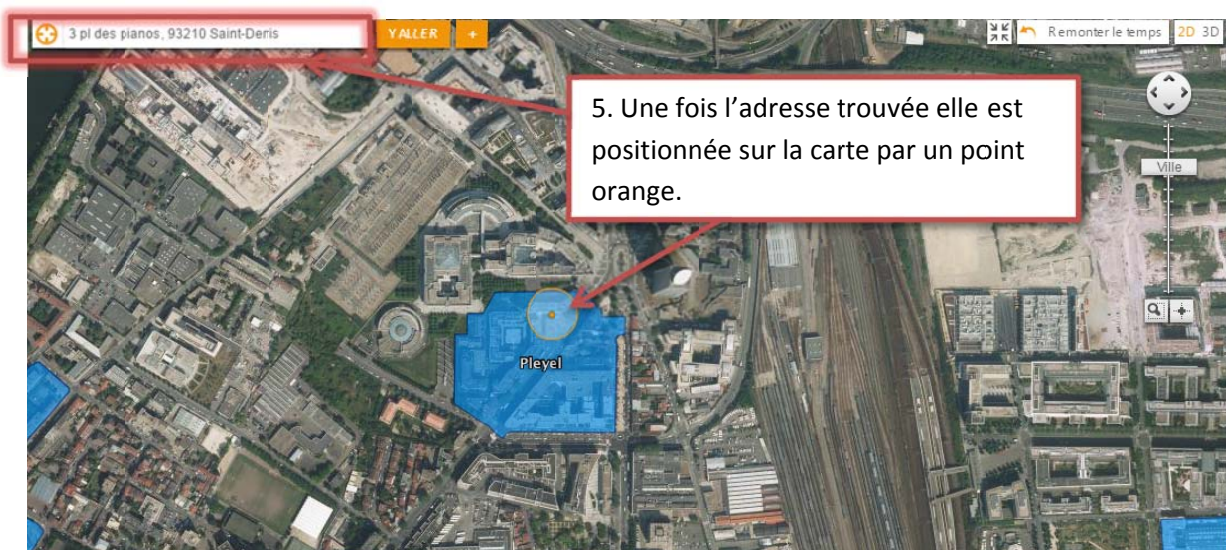 3 pl des pianos, 93210 Saint-Denis
Y ALLER
+
Remonter le temps
2D 3D
5. Une fois l’adresse trouvée elle est
positionnée sur la carte par un point
orange.
Ville
Pleyel